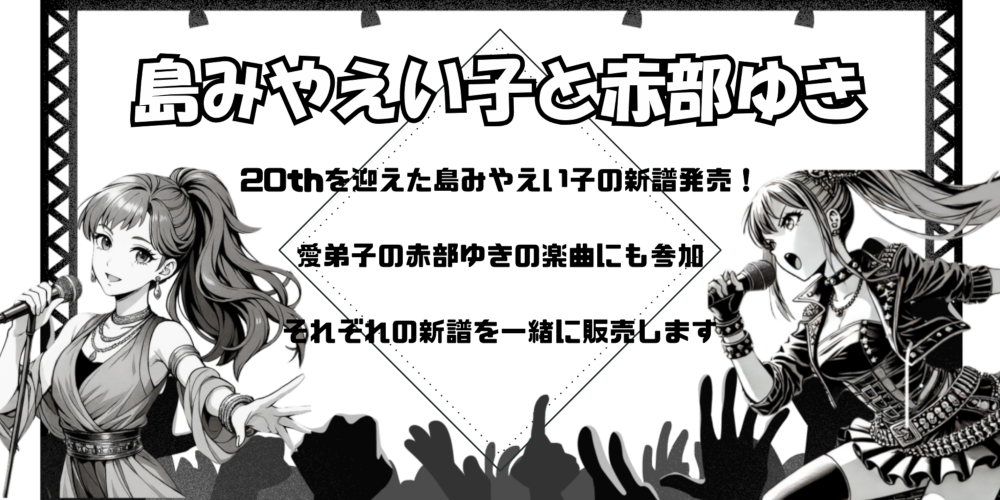 島みやえい子と赤部ゆき
20thを迎えた島みやえい子の新譜発売！
愛弟子の赤部ゆきの楽曲にも参加
それぞれの新譜を一緒に販売します